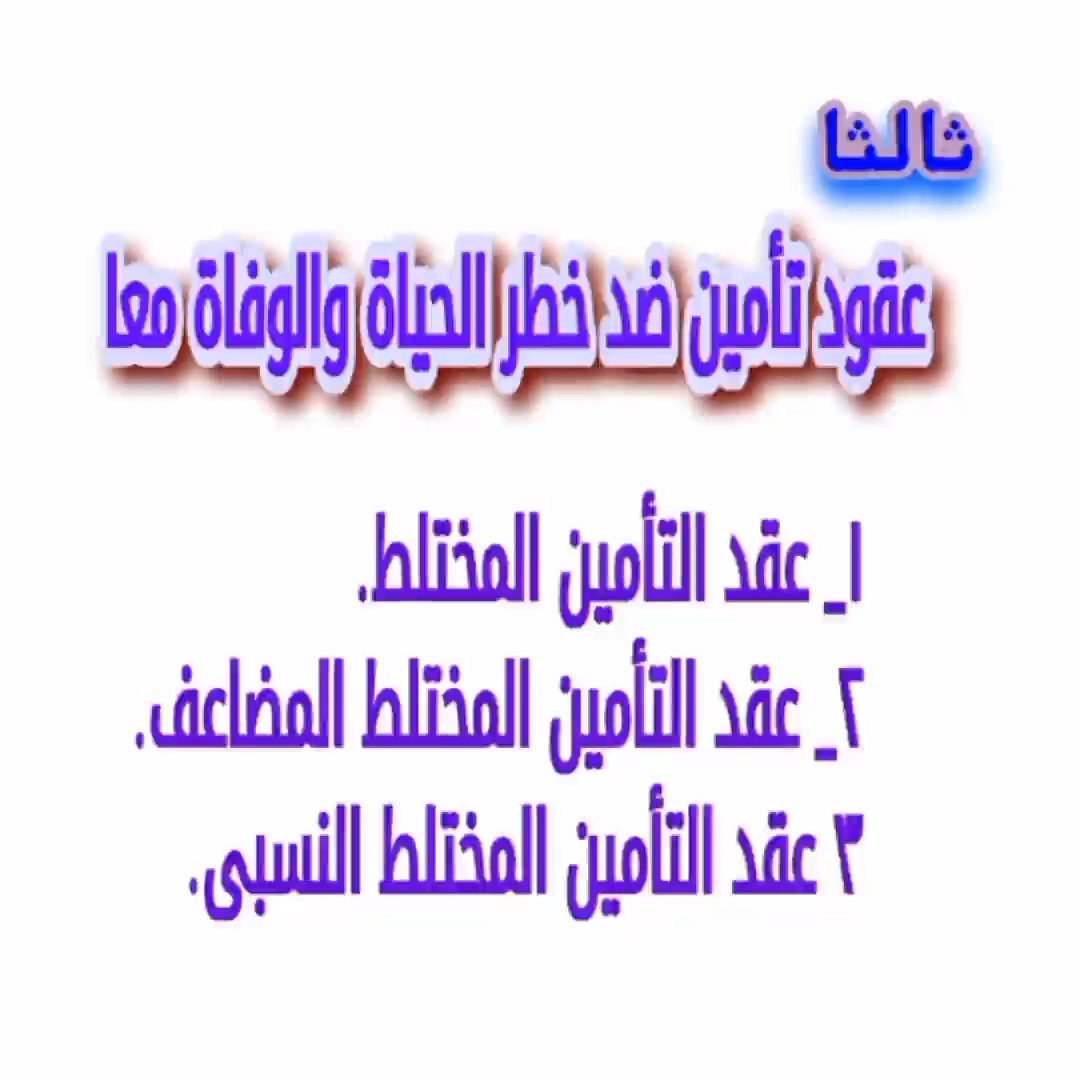 ثالثا
عقود تأمين ضد خطر الحياة والوفاة معا
١_ عقد التأمين المختلط.
٢_ عقد التأمين المختلط المضاعف.
٣ عقد التأمين المختلط النسبى.